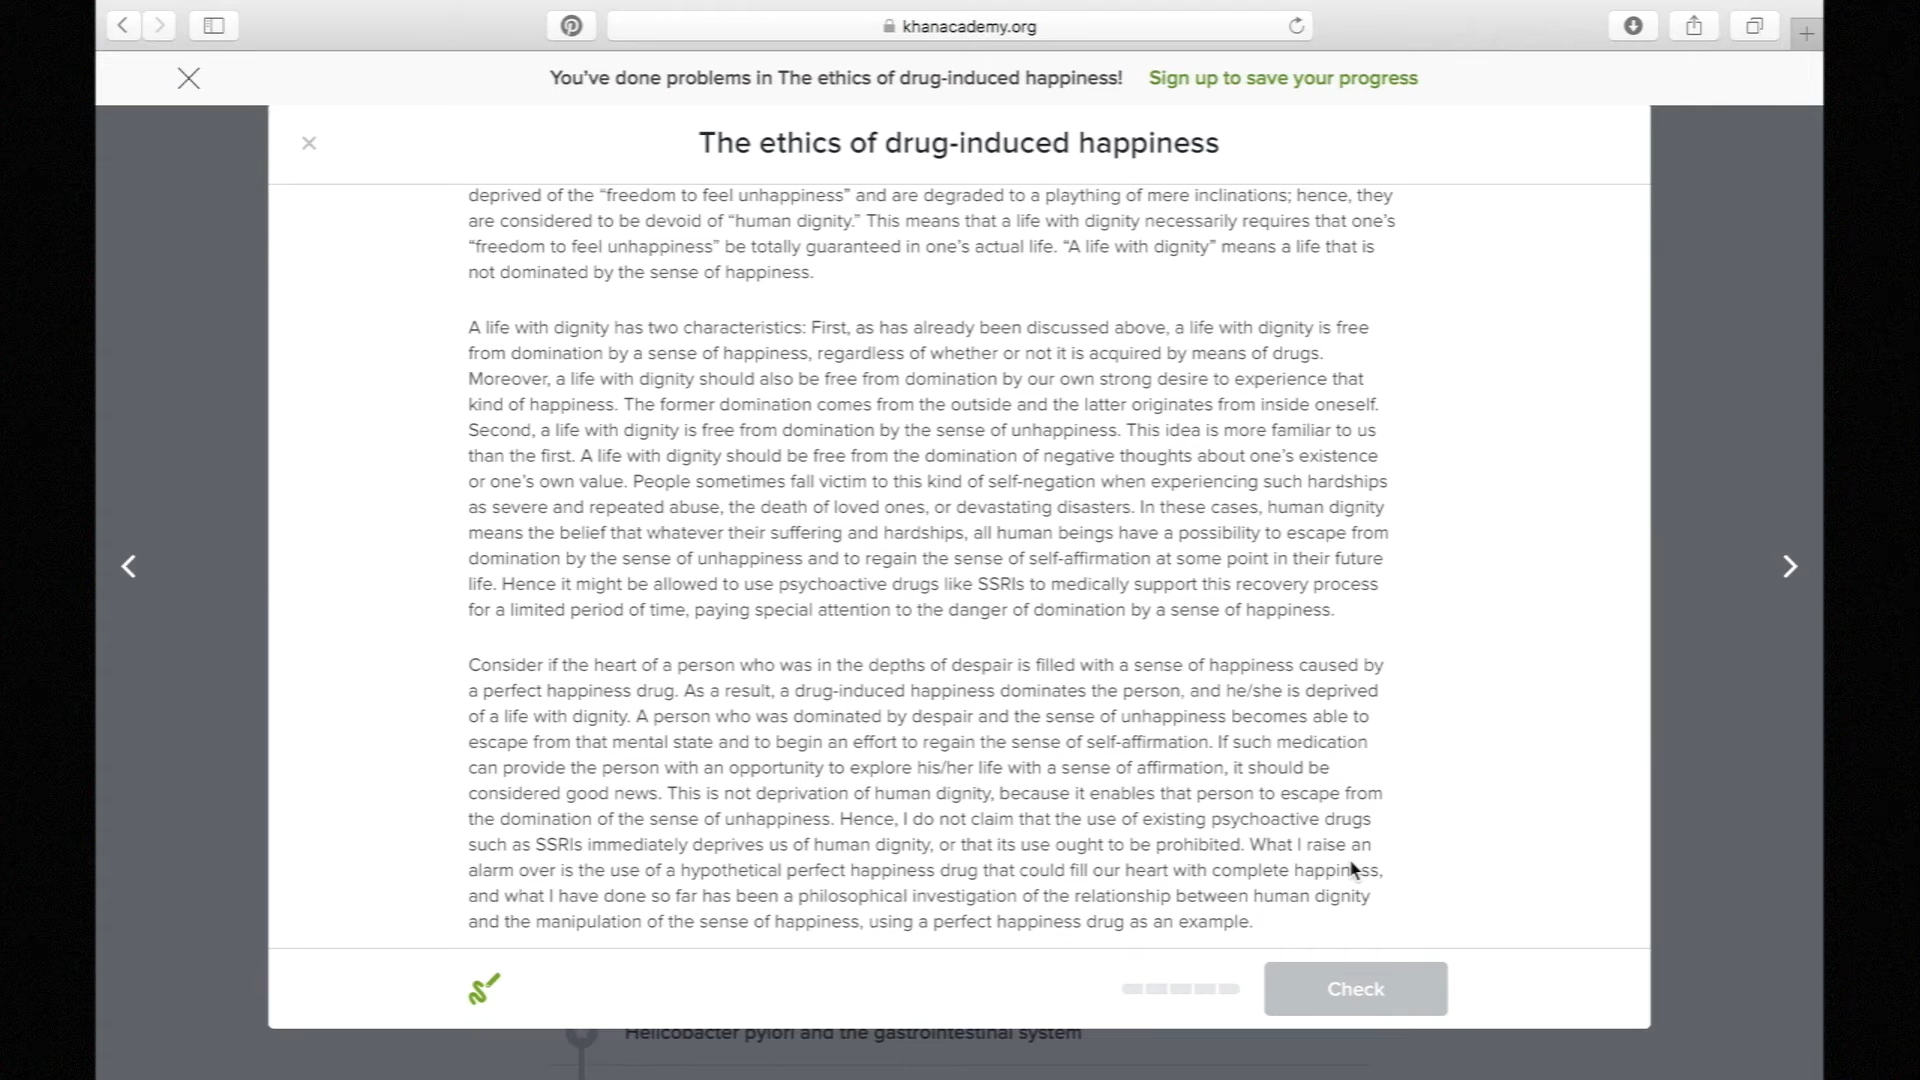 khanacademy.org
You've done problems in The ethics of drug-induced happiness! Sign up to save your progress
The ethics of drug-induced happiness
deprived of the “freedom to feel unhappiness” and are degraded to a plaything of mere inclinations; hence, they
are considered to be devoid of “human dignity.” This means that a life with dignity necessarily requires that one’s
“freedom to feel unhappiness” be totally guaranteed in one’s actual life. “A life with dignity” means a life that is
not dominated by the sense of happiness.
A life with dignity has two characteristics: First, as has already been discussed above, a life with dignity is free
from domination by a sense of happiness, regardless of whether or not it is acquired by means of drugs.
Moreover, a life with dignity should also be free from domination by our own strong desire to experience that
kind of happiness. The former domination comes from the outside and the latter originates from inside oneself.
Second, a life with dignity is free from domination by the sense of unhappiness. This idea is more familiar to us
than the first. A life with dignity should be free from the domination of negative thoughts about one’s existence
or one’s own value. People sometimes fall victim to this kind of self-negation when experiencing such hardships
as severe and repeated abuse, the death of loved ones, or devastating disasters. In these cases, human dignity
means the belief that whatever their suffering and hardships, all human beings have a possibility to escape from
domination by the sense of unhappiness and to regain the sense of self-affirmation at some point in their future
life. Hence it might be allowed to use psychoactive drugs like SSRIs to medically support this recovery process
for a limited period of time, paying special attention to the danger of domination by a sense of happiness.
Consider if the heart of a person who was in the depths of despair is filled with a sense of happiness caused by
a perfect happiness drug. As a result, a drug-induced happiness dominates the person, and he/she is deprived
of a life with dignity. A person who was dominated by despair and the sense of unhappiness becomes able to
escape from that mental state and to begin an effort to regain the sense of self-affirmation. If such medication
can provide the person with an opportunity to explore his/her life with a sense of affirmation, it should be
considered good news. This is not deprivation of human dignity, because it enables that person to escape from
the domination of the sense of unhappiness. Hence, I do not claim that the use of existing psychoactive drugs
such as SSRIs immediately deprives us of human dignity, or that its use ought to be prohibited. What I raise an
alarm over is the use of a hypothetical perfect happiness drug that could fill our heart with complete happiness,
and what I have done so far has been a philosophical investigation of the relationship between human dignity
and the manipulation of the sense of happiness, using a perfect happiness drug as an example.
Check
Helicobacter pylori and the gastrointestinal system